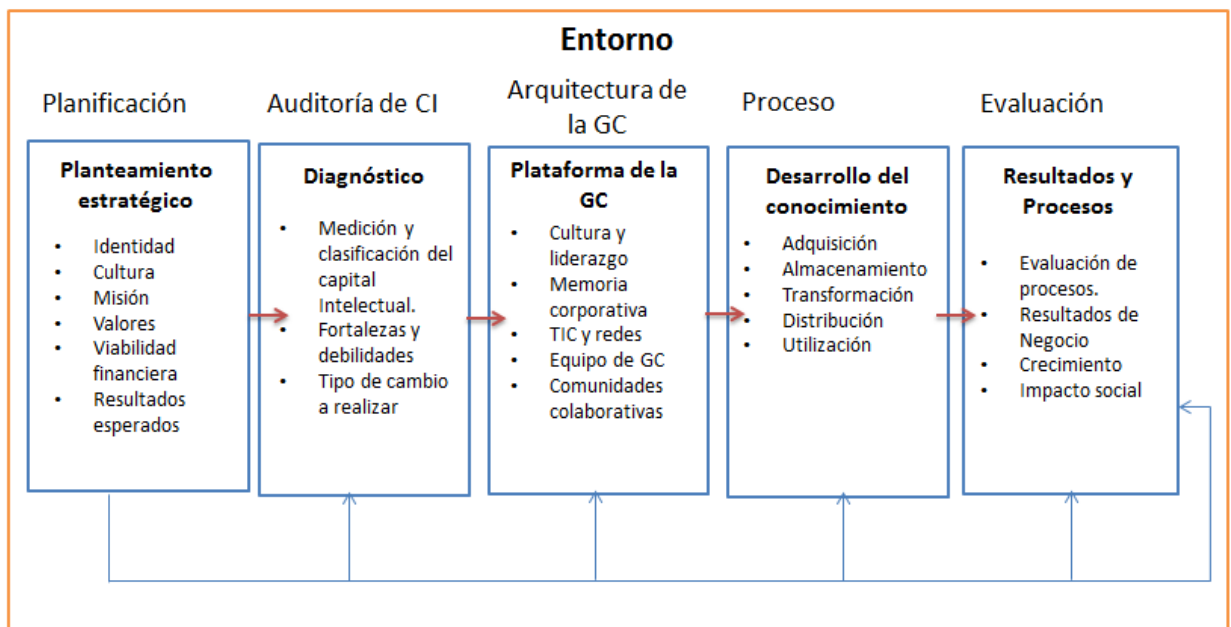 Entorno
Planificación
Auditoría de CI
Arquitectura de
la GC
Proceso
Evaluación
Planteamiento
estratégico
• Identidad
• Cultura
• Misión
• Valores
• Viabilidad
financiera
• Resultados
esperados
Diagnóstico
• Medición y
clasificación del
capital
Intelectual.
• Fortalezas y
debilidades
• Tipo de cambio
a realizar
Plataforma de la
GC
• Cultura y
liderazgo
• Memoria
corporativa
• TIC y redes
• Equipo de GC
• Comunidades
colaborativas
Desarrollo del
conocimiento
• Adquisición
• Almacenamiento
• Transformación
• Distribución
• Utilización
Resultados y
Procesos
• Evaluación de
procesos.
• Resultados de
Negocio
• Crecimiento
• Impacto social